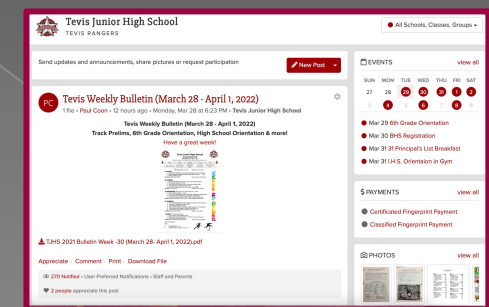 Tevis Junior High School
TEVIS RANGERS
All Schools, Classes, Groups
Send updates and announcements, share pictures or request participation
New Post
PC
Tevis Weekly Bulletin (March 28 - April 1, 2022)
1 file • Paul Coon • 12 hours ago • Monday, Mar 28 at 6:23 PM • Tevis Junior High School
Tevis Weekly Bulletin (March 28 - April 1, 2022)
Track Prelims, 6th Grade Orientation, High School Orientation & more!
Have a great week!
TJHS 2021 Bulletin Week -30 (March 28- April 1, 2022).pdf
Appreciate - Comment - Print - Download File
270 Notified - User Preferred Notifications - Staff and Parents
2 people appreciate this post
EVENTS view all
SUN MON TUE WED THU FRI SAT
27 28 29 30 31 1 2
3 4 5 6 7 8 9
Mar 29 6th Grade Orientation
Mar 30 BHS Registration
Mar 31 31 Principal's List Breakfast
Mar 31 I.H.S. Orientaion in Gym
$ PAYMENTS view all
Certificated Fingerprint Payment
Classified Fingerprint Payment
PHOTOS view all